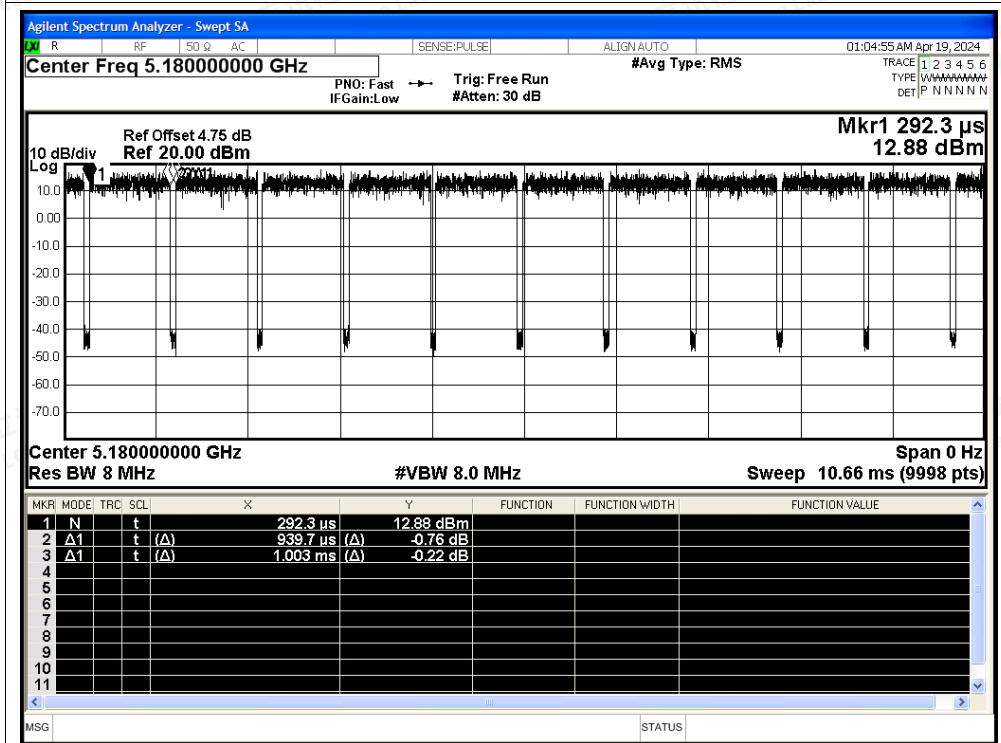 Agilent Spectrum Analyzer - Swept SA
LXI R RF 50 Ω AC SENSE:PULSE ALIGN AUTO 01:04:55 AM Apr 19, 2024
Center Freq 5.180000000 GHz #Avg Type: RMS TRACE 1 2 3 4 5 6
PNO: Fast Trig: Free Run TYPE WWWWWW
IFGain:Low #Atten: 30 dB DET P N N N N N
Mkr1 292.3 µs
12.88 dBm
Ref Offset 4.75 dB
10 dB/div Ref 20.00 dBm
Log
1
10.0
0.00
-10.0
-20.0
-30.0
-40.0
-50.0
-60.0
-70.0
Center 5.180000000 GHz Span 0 Hz
Res BW 8 MHz #VBW 8.0 MHz Sweep 10.66 ms (9998 pts)
MKR MODE TRC SCL X Y FUNCTION FUNCTION WIDTH FUNCTION VALUE
1 N t 292.3 µs 12.88 dBm
2 Δ1 t (Δ) 939.7 µs (Δ) -0.76 dB
3 Δ1 t (Δ) 1.003 ms (Δ) -0.22 dB
4
5
6
7
8
9
10
11
MSG STATUS